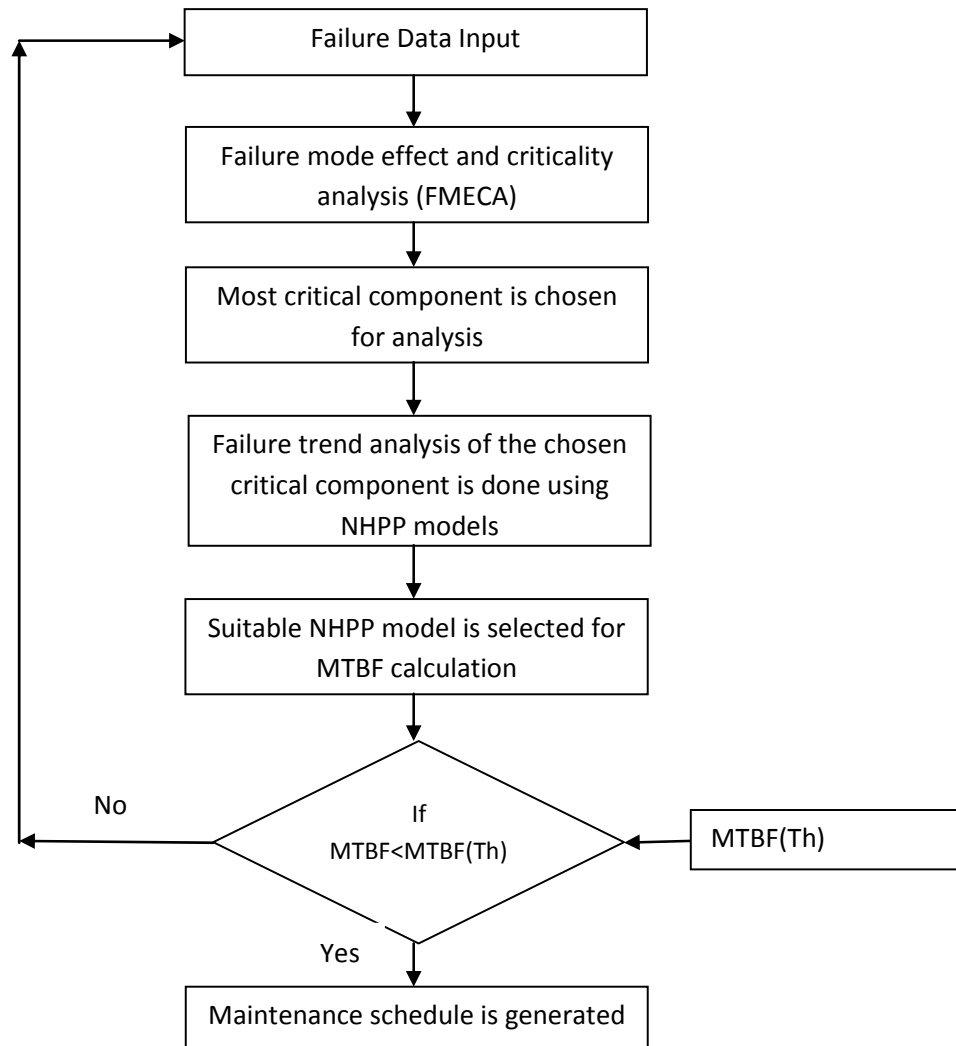 Failure Data Input
Failure mode effect and criticality
analysis (FMECA)
Most critical component is chosen
for analysis
Failure trend analysis of the chosen
critical component is done using
NHPP models
Suitable NHPP model is selected for
MTBF calculation
No
If
MTBF<MTBF(Th)
MTBF(Th)
Yes
Maintenance schedule is generated